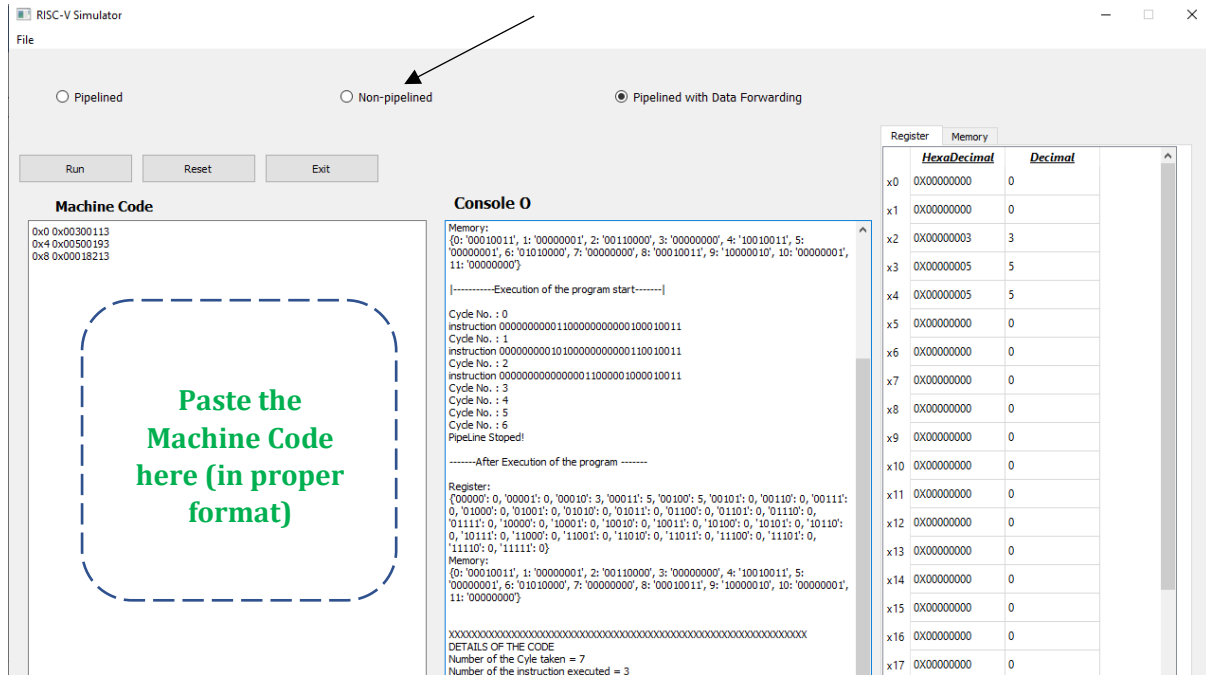 RISC-V Simulator
File
Pipelined
Non-pipelined
Pipelined with Data Forwarding
Run
Reset
Exit
Machine Code
0x0 0x00300113
0x4 0x00500193
0x8 0x00018213
Paste the
Machine Code
here (in proper
format)
Console O
Memory:
{0: '00010011', 1: '00000001', 2: '00110000', 3: '00000000', 4: '10010011', 5:
'00000001', 6: '01010000', 7: '00000000', 8: '00010011', 9: '10000010', 10: '00000001',
11: '00000000'}
|-----------Execution of the program start-------|
Cycle No. : 0
instruction 00000000001100000000000100010011
Cycle No. : 1
instruction 00000000010100000000000110010011
Cycle No. : 2
instruction 00000000000000011000001000010011
Cycle No. : 3
Cycle No. : 4
Cycle No. : 5
Cycle No. : 6
PipeLine Stoped!
-------After Execution of the program -------
Register:
{'00000': 0, '00001': 0, '00010': 3, '00011': 5, '00100': 5, '00101': 0, '00110': 0, '00111':
0, '01000': 0, '01001': 0, '01010': 0, '01011': 0, '01100': 0, '01101': 0, '01110': 0,
'01111': 0, '10000': 0, '10001': 0, '10010': 0, '10011': 0, '10100': 0, '10101': 0, '10110':
0, '10111': 0, '11000': 0, '11001': 0, '11010': 0, '11011': 0, '11100': 0, '11101': 0,
'11110': 0, '11111': 0}
Memory:
{0: '00010011', 1: '00000001', 2: '00110000', 3: '00000000', 4: '10010011', 5:
'00000001', 6: '01010000', 7: '00000000', 8: '00010011', 9: '10000010', 10: '00000001',
11: '00000000'}
XXXXXXXXXXXXXXXXXXXXXXXXXXXXXXXXXXXXXXXXXXXXXXXXXXXXXXXXXXXXXX
DETAILS OF THE CODE
Number of the Cyle taken = 7
Number of the instruction executed = 3
Register Memory
HexaDecimal Decimal
x0 0X00000000 0
x1 0X00000000 0
x2 0X00000003 3
x3 0X00000005 5
x4 0X00000005 5
x5 0X00000000 0
x6 0X00000000 0
x7 0X00000000 0
x8 0X00000000 0
x9 0X00000000 0
x10 0X00000000 0
x11 0X00000000 0
x12 0X00000000 0
x13 0X00000000 0
x14 0X00000000 0
x15 0X00000000 0
x16 0X00000000 0
x17 0X00000000 0